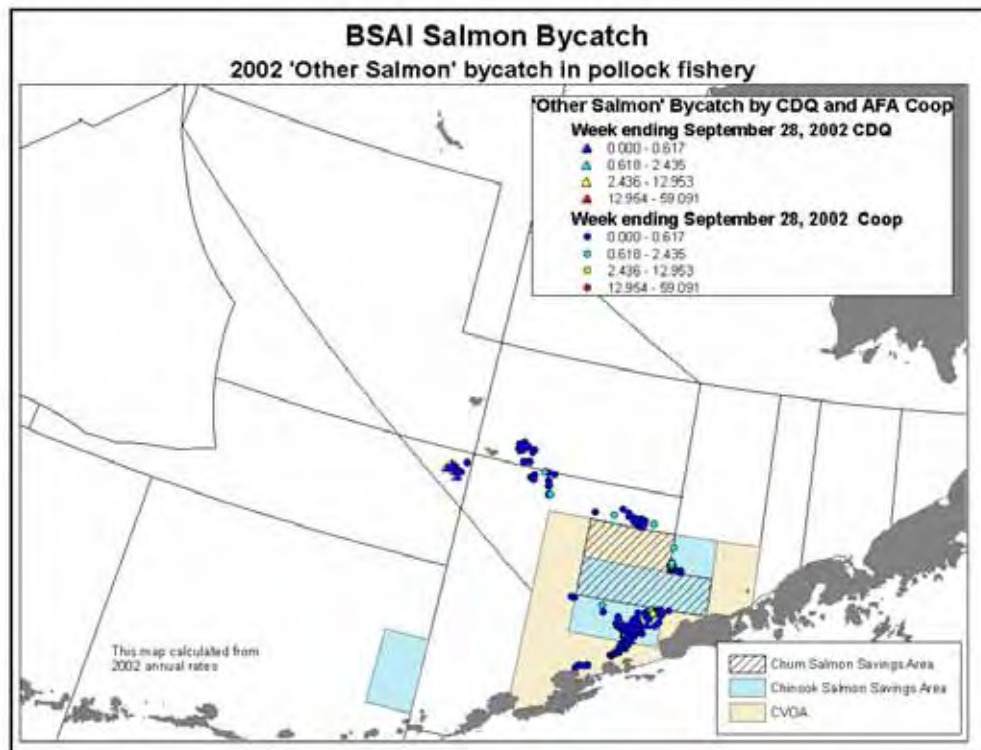 BSAI Salmon Bycatch
2002 'Other Salmon' bycatch in pollock fishery
'Other Salmon' Bycatch by CDQ and AFA Coop
Week ending September 28, 2002 CDQ
0.000 - 0.617
0.618 - 2.435
2.436 - 12.953
12.954 - 59.091
Week ending September 28, 2002 Coop
0.000 - 0.617
0.618 - 2.435
2.436 - 12.953
12.954 - 59.091
This map calculated from
2002 annual rates
Chum Salmon Savings Area
Chinook Salmon Savings Area
CVOA